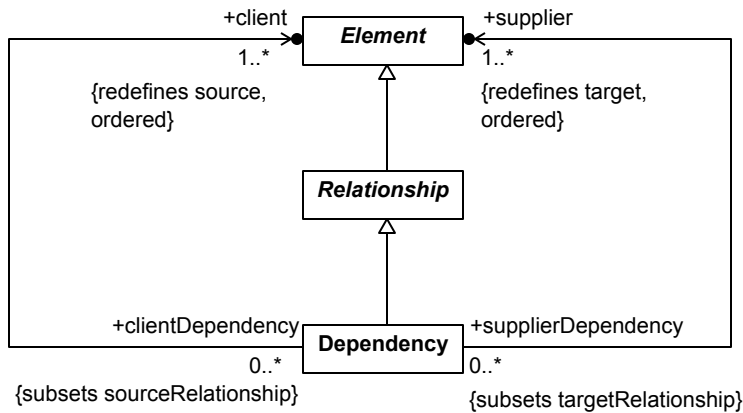 +client
Element
+supplier
1..*
1..*
{redefines source,
ordered}
{redefines target,
ordered}
Relationship
+clientDependency
Dependency
+supplierDependency
0..*
0..*
{subsets sourceRelationship}
{subsets targetRelationship}